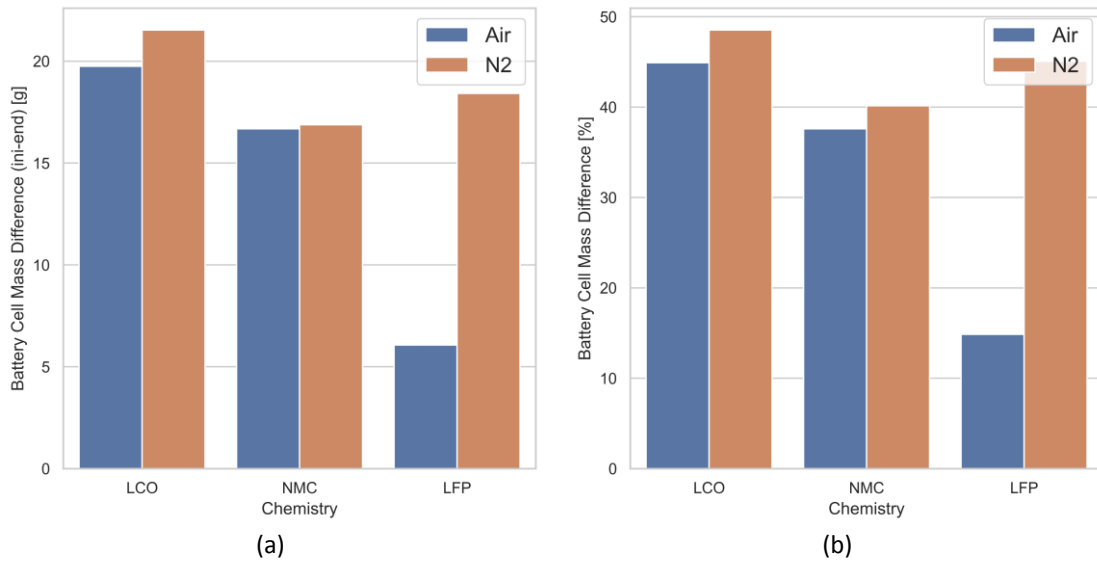 Battery Cell Mass Difference (ini-end) [g]
20
15
10
5
0
Air
N2
LCO
NMC
LFP
Chemistry
(a)
Battery Cell Mass Difference [%]
50
40
30
20
10
0
Air
N2
LCO
NMC
LFP
Chemistry
(b)